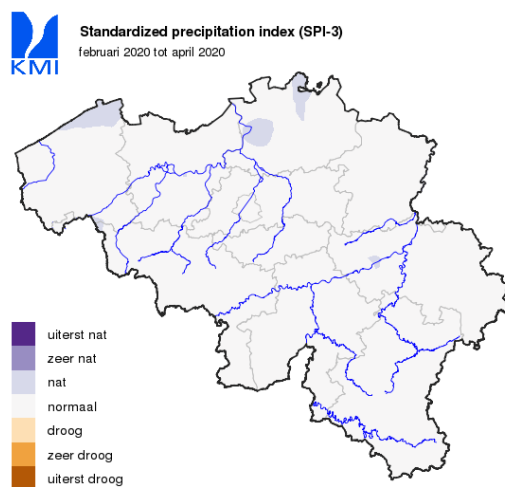 Standardized precipitation index (SPI-3)
februari 2020 tot april 2020
KMI
uiterst nat
zeer nat
nat
normaal
droog
zeer droog
uiterst droog